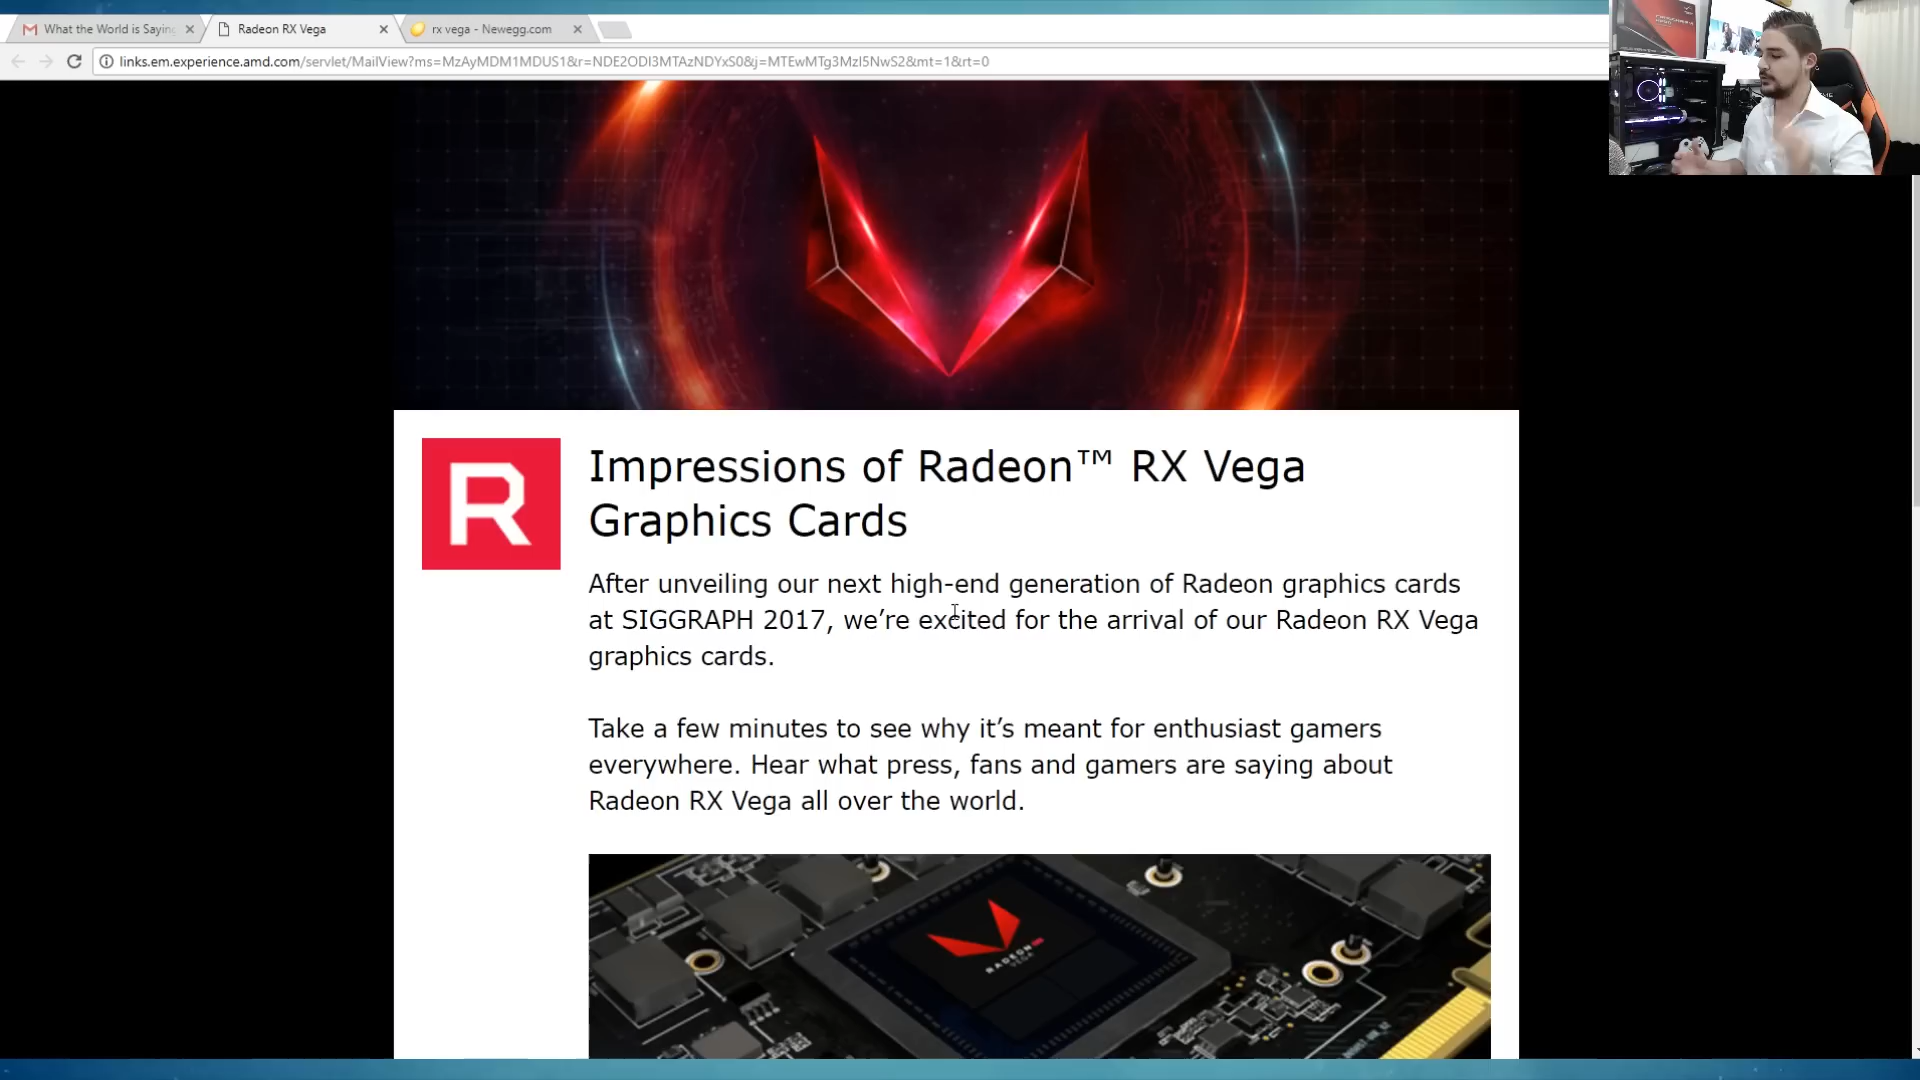 What the World is Saying
Radeon RX Vega
rx vega - Newegg.com
links.em.experience.amd.com/servlet/MailView?ms=MzAyMDM1MDUS1&r=NDE2ODI3MTAzNDYxS0&j=MTEwMTg3MzI5NwS2&mt=1&rt=0
R
Impressions of Radeon™ RX Vega
Graphics Cards
After unveiling our next high-end generation of Radeon graphics cards
at SIGGRAPH 2017, we’re excited for the arrival of our Radeon RX Vega
graphics cards.
Take a few minutes to see why it’s meant for enthusiast gamers
everywhere. Hear what press, fans and gamers are saying about
Radeon RX Vega all over the world.
RADEON
VEGA